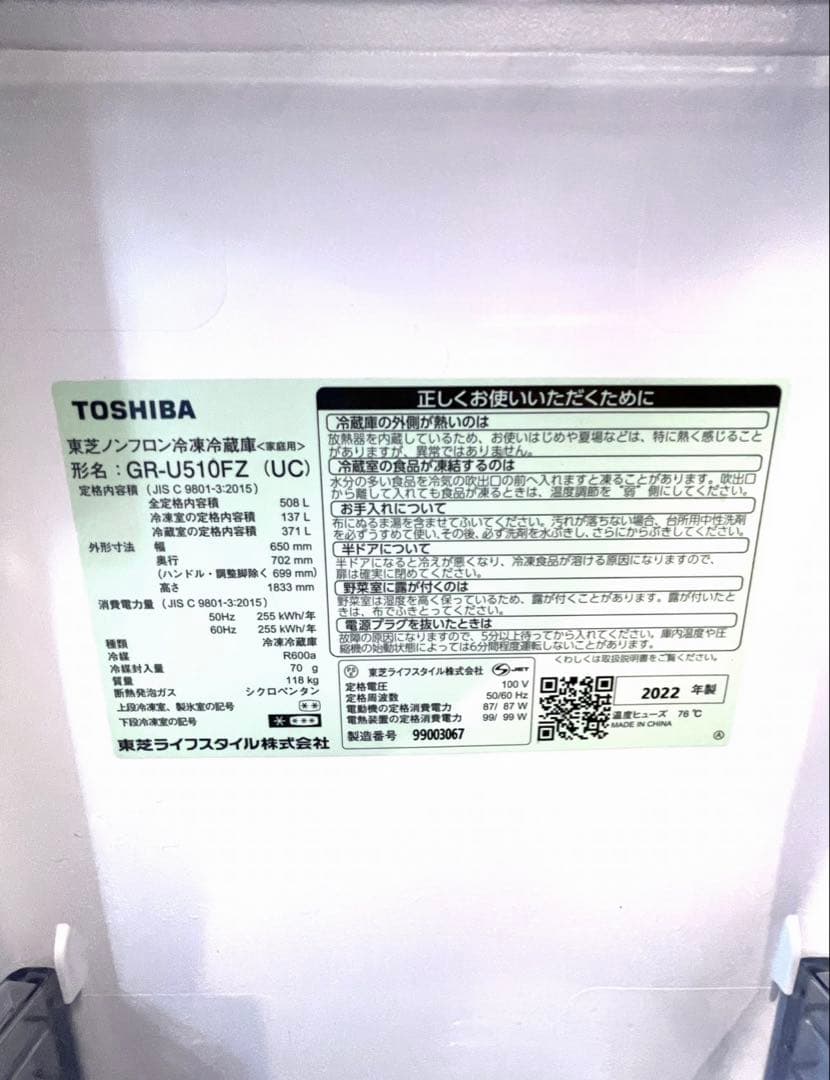 TOSHIBA
東芝ノンフロン冷凍冷蔵庫<家庭用>
形名：GR-U510FZ (UC)
定格内容積（JIS C 9801-3:2015）
全定格内容積 508 L
冷凍室の定格内容積 137 L
冷蔵室の定格内容積 371 L
外形寸法 幅 650 mm
奥行 702 mm
(ハンドル・調整脚除く 699 mm)
高さ 1833 mm
消費電力量（JIS C 9801-3:2015）
50Hz 255 kWh/年
60Hz 255 kWh/年
種類 冷凍冷蔵庫
冷媒 R600a
冷媒封入量 70 g
質量 118 kg
断熱発泡ガス シクロペンタン
上段冷凍室、製氷室の記号
下段冷凍室の記号
東芝ライフスタイル株式会社
正しくお使いいただくために
冷蔵庫の外側が熱いのは
放熱器を内蔵しているため、お使いはじめや夏場などは、特に熱く感じること
がありますが、異常ではありません。
冷蔵室の食品が凍結するのは
水分の多い食品を冷気の吹出口の前へ入れますと凍ることがあります。吹出口
から離して入れても食品が凍るときは、温度調節を"弱"側にしてください。
お手入れについて
布にぬるま湯を含ませてふいてください。汚れが落ちない場合、台所用中性洗剤
を必ずうすめて使い、その後、必ず洗剤を水ぶきし、さらにからぶきしてください。
半ドアについて
半ドアになると冷えが悪くなり、冷凍食品が溶ける原因になりますので、
扉は確実に閉めてください。
野菜室に露が付くのは
野菜室は湿度を高く保っているため、露が付くことがあります。露が付いたと
きは、布でふきとってください。
電源プラグを抜いたときは
故障の原因になりますので、5分以上待ってから入れてください。庫内温度や圧
縮機の始動状態によっては6分間程度運転しないことがあります。
くわしくは取扱説明書をご覧ください。
東芝ライフスタイル株式会社 S-JET
定格電圧 100 V
定格周波数 50/60 Hz
電動機の定格消費電力 87/ 87 W
電熱装置の定格消費電力 99/ 99 W
製造番号 99003067
2022 年製
温度ヒューズ 76 ℃
MADE IN CHINA
Ⓐ